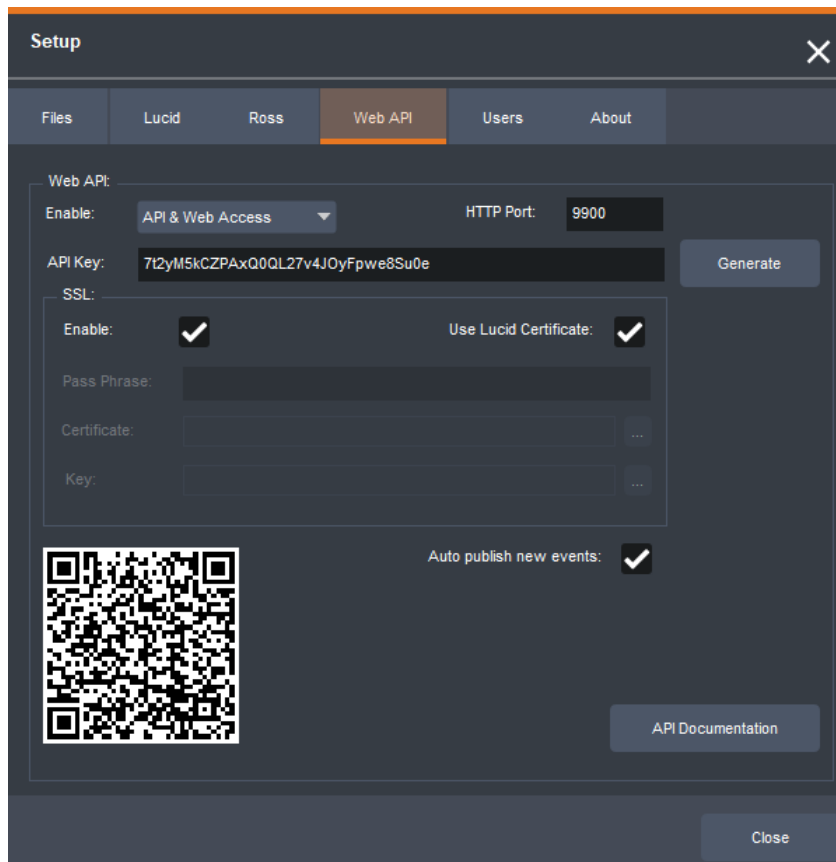 Setup
Files Lucid Ross Web API Users About
Web API:
Enable: API & Web Access HTTP Port: 9900
API Key: 7t2yM5kCZPAxQ0QL27v4JOyFpwe8Su0e Generate
SSL:
Enable: Use Lucid Certificate:
Pass Phrase:
Certificate: ...
Key: ...
Auto publish new events:
API Documentation
Close